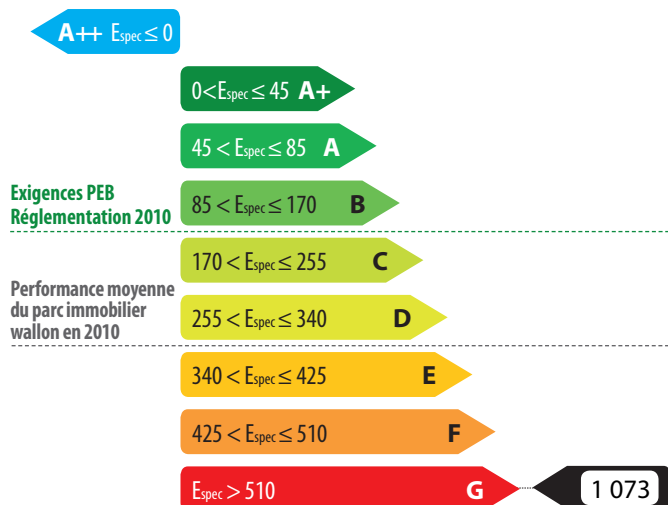 A++ Espec ≤ 0
0<Espec ≤ 45 A+
45 < Espec ≤ 85 A
Exigences PEB
Réglementation 2010
85 < Espec ≤ 170 B
170 < Espec ≤ 255 C
Performance moyenne
du parc immobilier
wallon en 2010
255 < Espec ≤ 340 D
340 < Espec ≤ 425 E
425 < Espec ≤ 510 F
Espec > 510 G
1 073